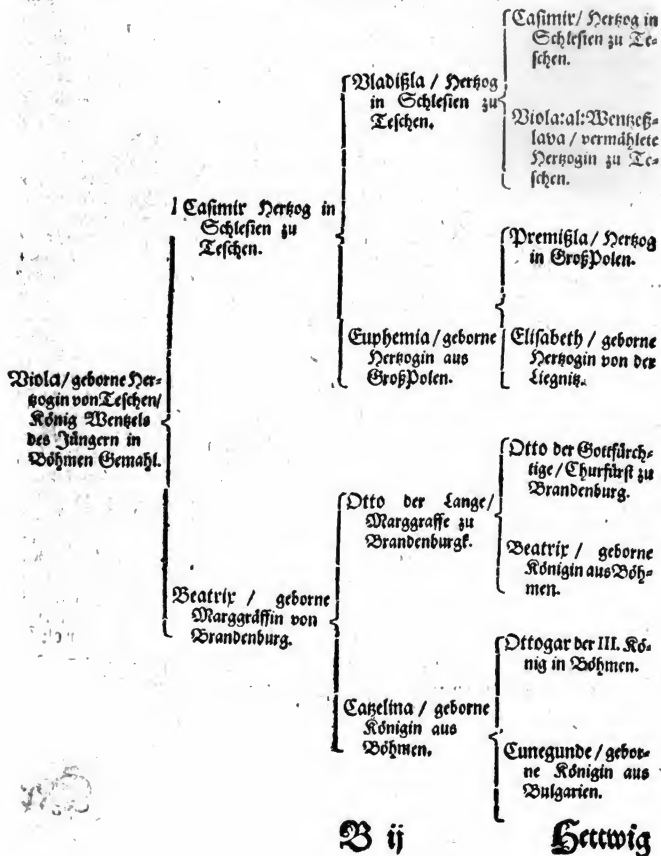 Viola/geborne Her-
tzogin von Teschen/
König Wentzels
des Jüngern in
Böhmen Gemahl.
Casimir Hertzog in
Schlesien zu
Teschen.
Beatrix / geborne
Marggräffin von
Brandenburg.
Vladißla / Hertzog
in Schlesien zu
Teschen.
Euphemia/geborne
Hertzogin aus
GroßPolen.
Otto der Lange/
Marggraffe zu
Brandenburgk.
Catzelina / geborne
Königin aus
Böhmen.
Casimir/ Hertzog in
Schlesien zu Te-
schen.
Viola:al:Wentzeß-
lava / vermählete
Hertzogin zu Te-
schen.
Premißla/ Hertzog
in GroßPolen.
Elisabeth / geborne
Hertzogin von der
Liegnitz.
Otto der Gottfürch-
tige/Churfürst zu
Brandenburg.
Beatrix / geborne
Königin aus Böh-
men.
Ottogar der III. Kö-
nig in Böhmen.
Cunegunde / gebor-
ne Königin aus
Bulgarien.
B ij
Hettwig